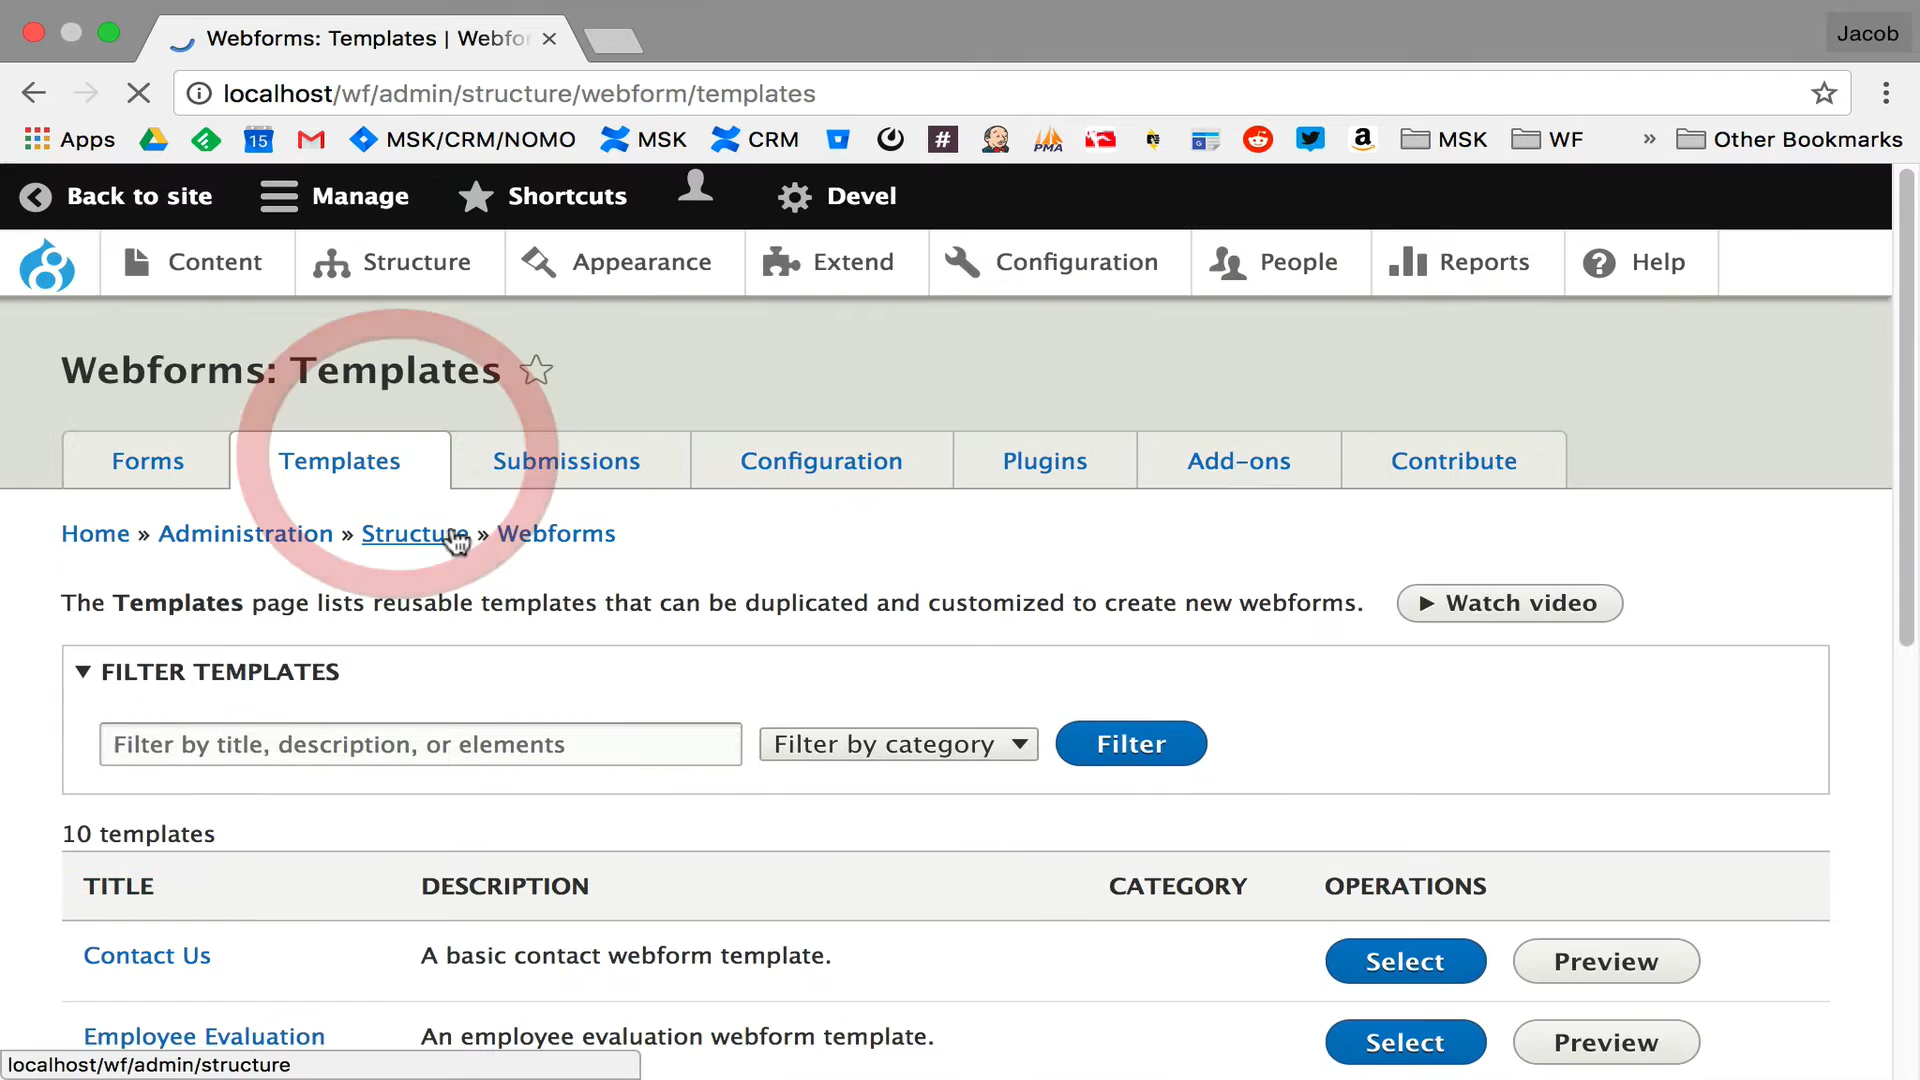 Webforms: Templates | Webfo
Jacob
localhost/wf/admin/structure/webform/templates
Apps 15 MSK/CRM/NOMO MSK CRM # PMA a MSK WF » Other Bookmarks
Back to site Manage Shortcuts Devel
Content Structure Appearance Extend Configuration People Reports Help
Webforms: Templates
Forms Templates Submissions Configuration Plugins Add-ons Contribute
Home » Administration » Structure » Webforms
The Templates page lists reusable templates that can be duplicated and customized to create new webforms. Watch video
FILTER TEMPLATES
Filter by title, description, or elements Filter by category Filter
10 templates
TITLE DESCRIPTION CATEGORY OPERATIONS
Contact Us A basic contact webform template. Select Preview
Employee Evaluation An employee evaluation webform template. Select Preview
localhost/wf/admin/structure